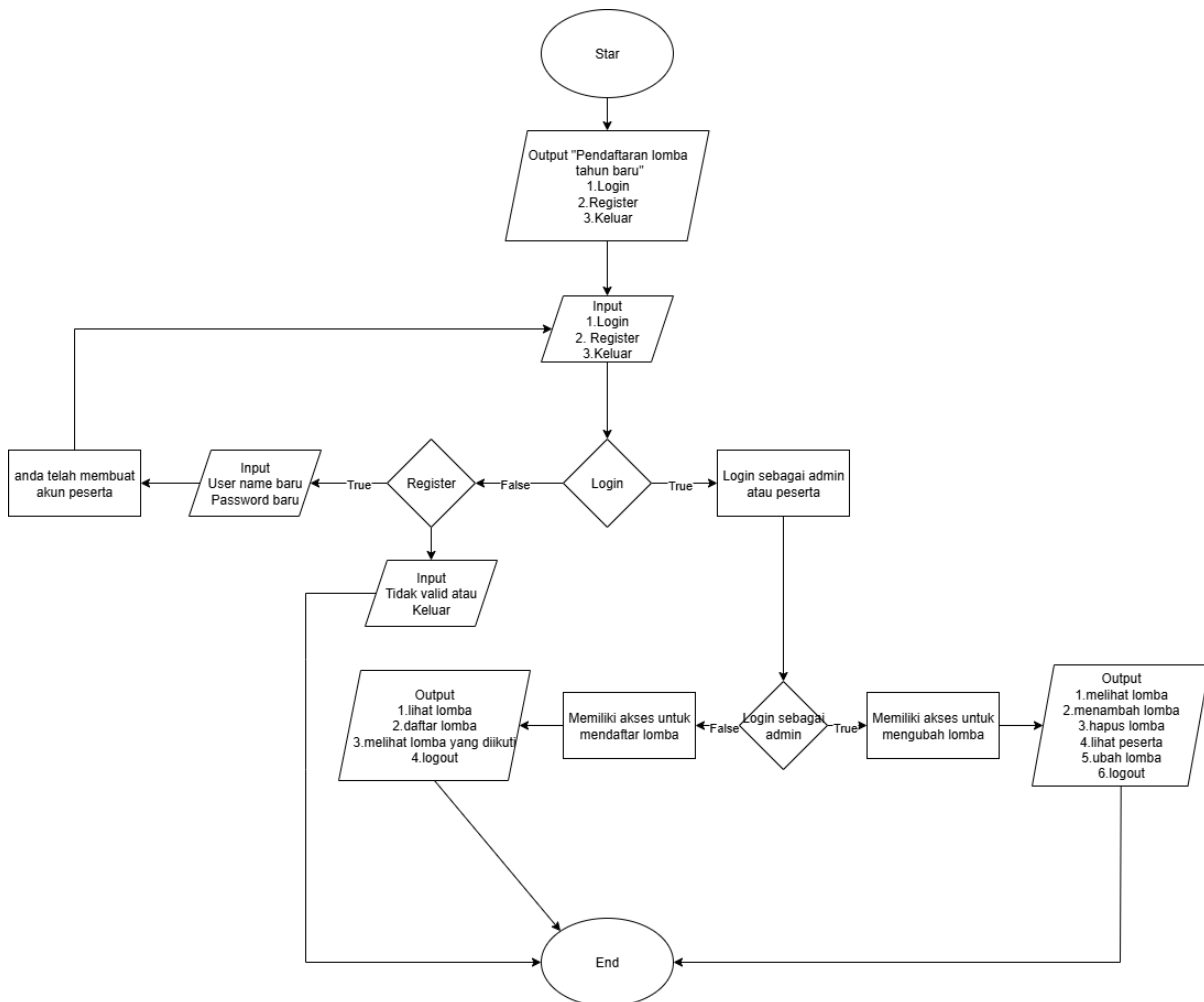 Star
Output "Pendaftaran lomba
tahun baru"
1.Login
2.Register
3.Keluar
Input
1.Login
2. Register
3.Keluar
anda telah membuat
akun peserta
Input
User name baru
Password baru
True
Register
False
Login
True
Login sebagai admin
atau peserta
Input
Tidak valid atau
Keluar
Output
1.lihat lomba
2.daftar lomba
3.melihat lomba yang diikuti
4.logout
Memiliki akses untuk
mendaftar lomba
False
Login sebagai
admin
True
Memiliki akses untuk
mengubah lomba
Output
1.melihat lomba
2.menambah lomba
3.hapus lomba
4.lihat peserta
5.ubah lomba
6.logout
End